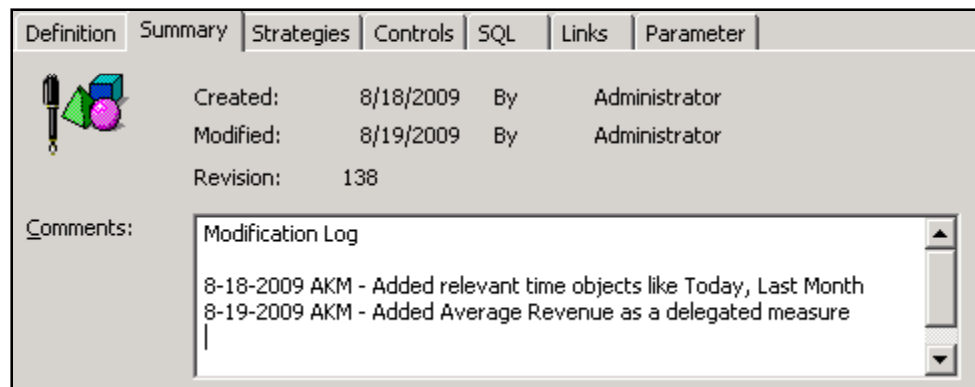 Definition Summary Strategies Controls SQL Links Parameter
Created: 8/18/2009 By Administrator
Modified: 8/19/2009 By Administrator
Revision: 138
Comments: Modification Log
8-18-2009 AKM - Added relevant time objects like Today, Last Month
8-19-2009 AKM - Added Average Revenue as a delegated measure